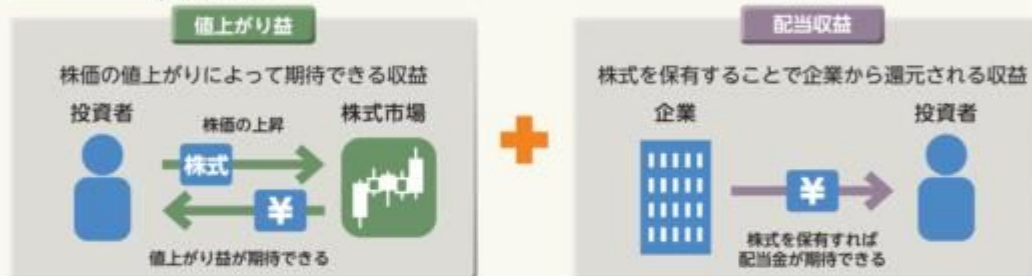 値上がり益
株価の値上がりによって期待できる収益
投資者
株価の上昇
株式市場
株式
¥
値上がり益が期待できる
配当収益
株式を保有することで企業から還元される収益
企業
投資者
¥
株式を保有すれば
配当金が期待できる